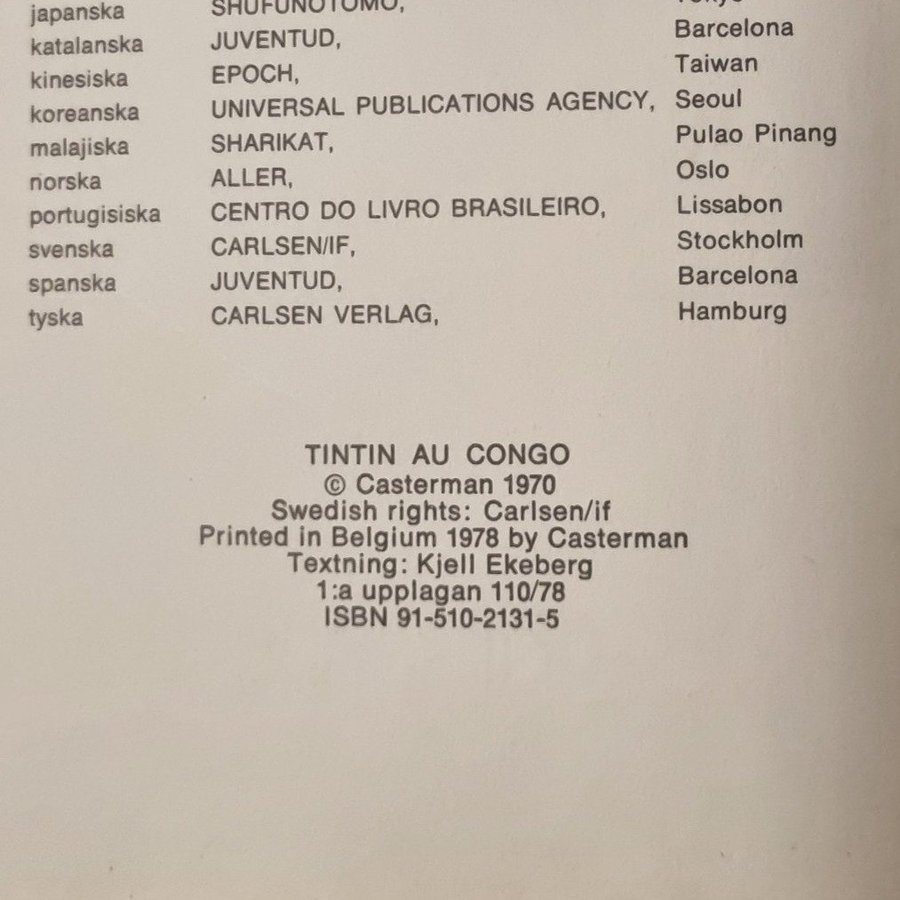 japanska SHUFUNOTOMO, Tokyo
katalanska JUVENTUD, Barcelona
kinesiska EPOCH, Taiwan
koreanska UNIVERSAL PUBLICATIONS AGENCY, Seoul
malajiska SHARIKAT, Pulao Pinang
norska ALLER, Oslo
portugisiska CENTRO DO LIVRO BRASILEIRO, Lissabon
svenska CARLSEN/IF, Stockholm
spanska JUVENTUD, Barcelona
tyska CARLSEN VERLAG, Hamburg
TINTIN AU CONGO
© Casterman 1970
Swedish rights: Carlsen/if
Printed in Belgium 1978 by Casterman
Textning: Kjell Ekeberg
1:a upplagan 110/78
ISBN 91-510-2131-5